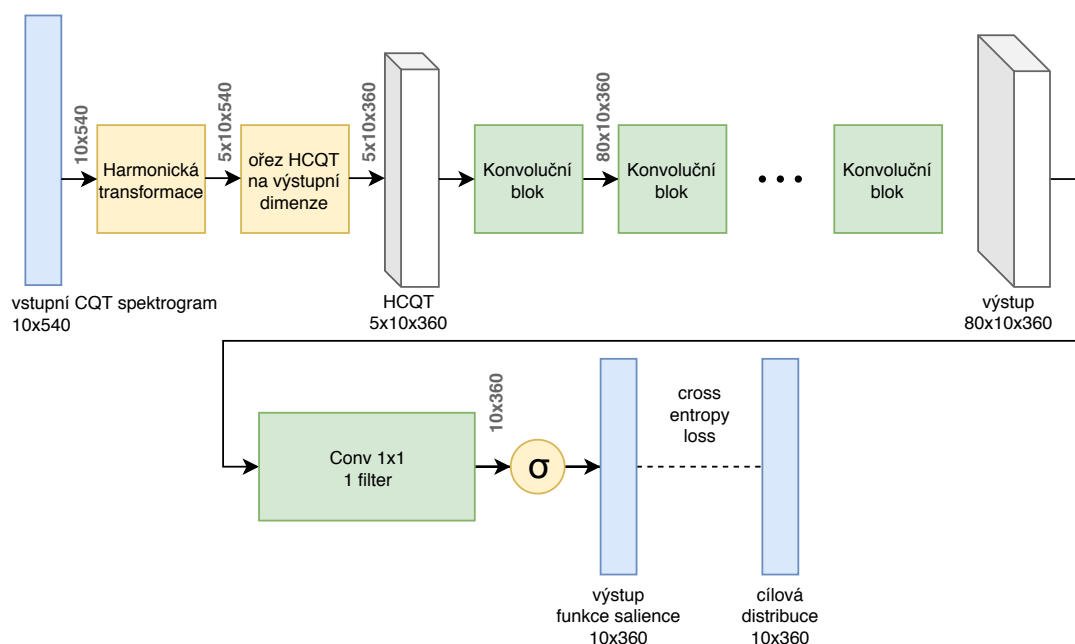 10x540
Harmonická
transformace
5x10x540
ořez HCQT
na výstupní
dimenze
5x10x360
Konvoluční
blok
80x10x360
Konvoluční
blok
Konvoluční
blok
vstupní CQT spektrogram
10x540
HCQT
5x10x360
výstup
80x10x360
Conv 1x1
1 filter
10x360
σ
cross
entropy
loss
výstup
funkce salience
10x360
cílová
distribuce
10x360